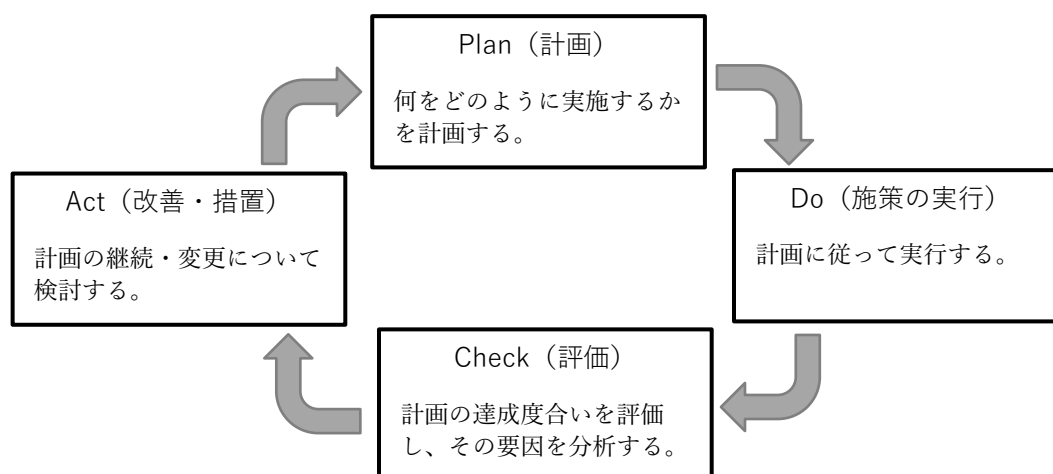 Plan（計画）
何をどのように実施するか
を計画する。
Do（施策の実行）
計画に従って実行する。
Check（評価）
計画の達成度合いを評価
し、その要因を分析する。
Act（改善・措置）
計画の継続・変更について
検討する。